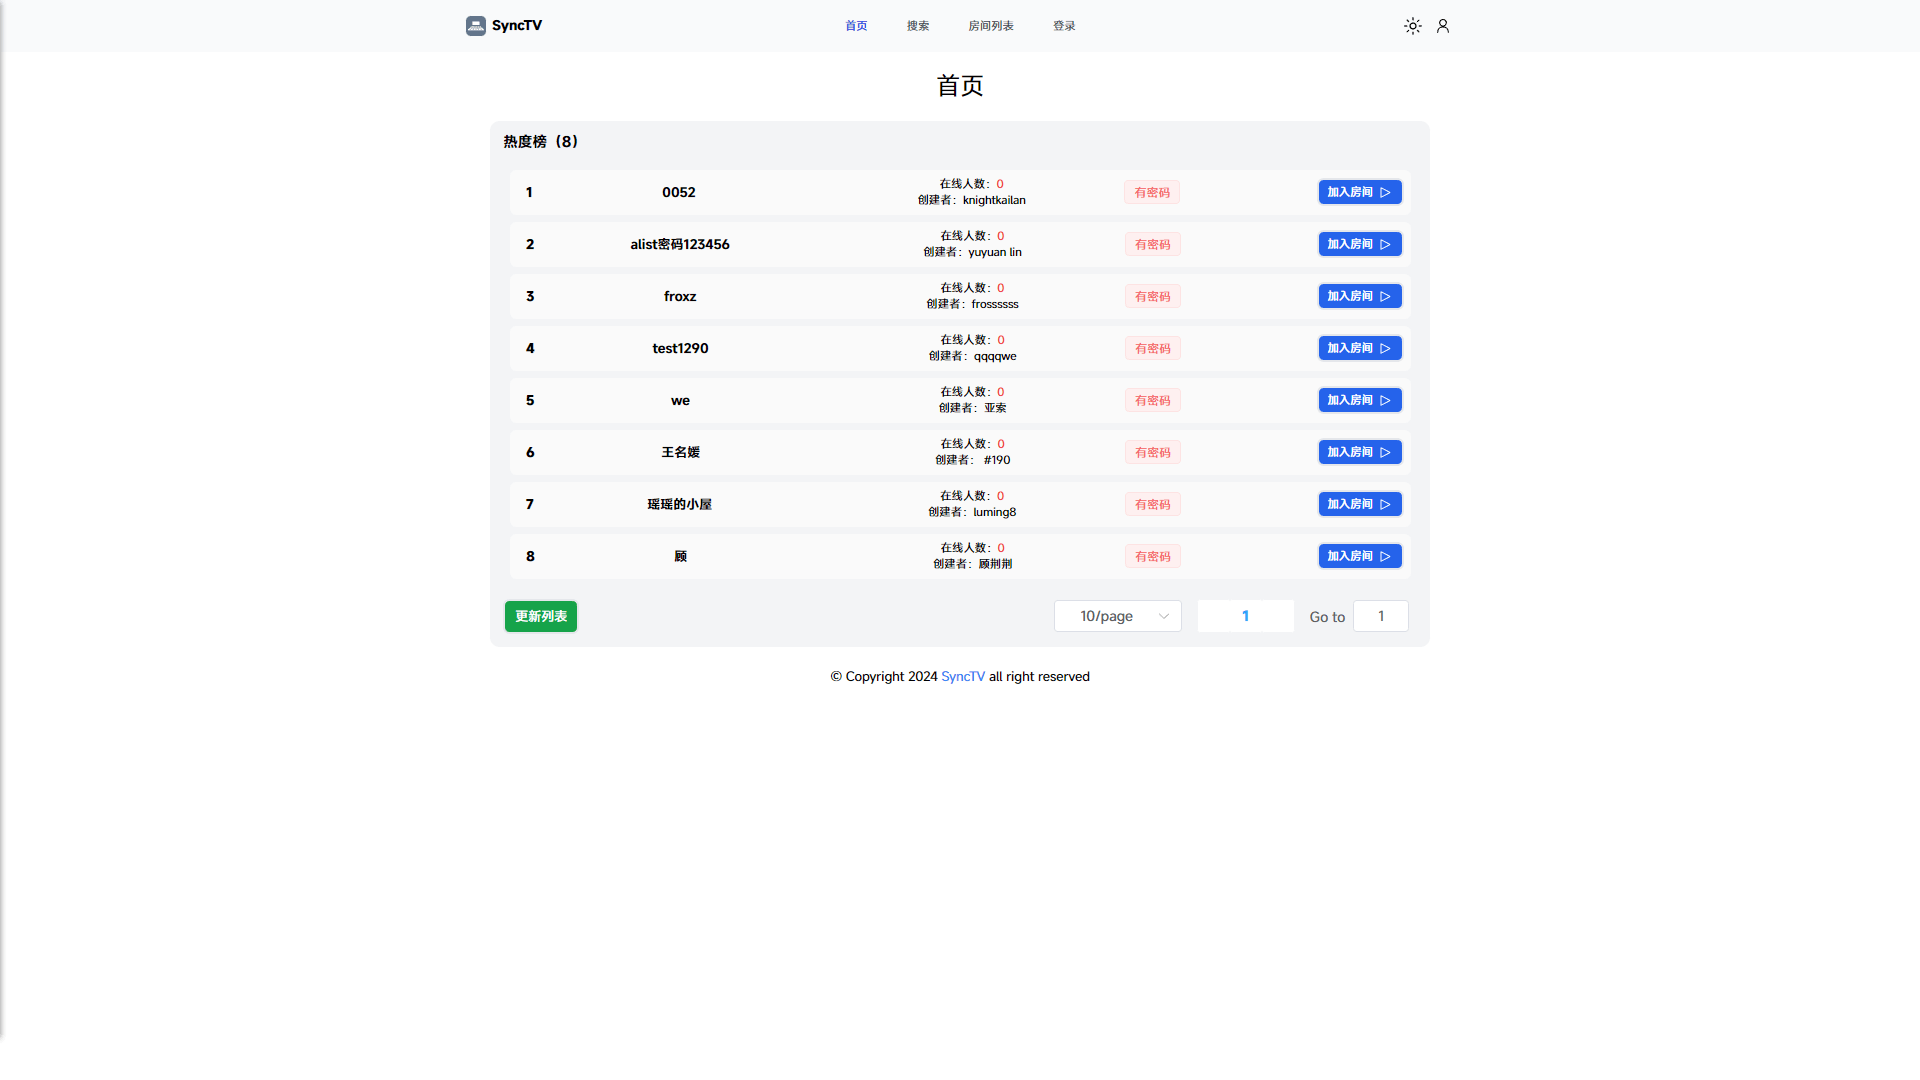 SyncTV
首页
搜索
房间列表
登录
首页
热度榜（8）
1
0052
在线人数：0
创建者：knightkailan
有密码
加入房间
2
alist密码123456
在线人数：0
创建者：yuyuan lin
有密码
加入房间
3
froxz
在线人数：0
创建者：frossssss
有密码
加入房间
4
test1290
在线人数：0
创建者：qqqqwe
有密码
加入房间
5
we
在线人数：0
创建者：亚索
有密码
加入房间
6
王名媛
在线人数：0
创建者： #190
有密码
加入房间
7
瑶瑶的小屋
在线人数：0
创建者：luming8
有密码
加入房间
8
顾
在线人数：0
创建者：顾荆荆
有密码
加入房间
更新列表
10/page
1
Go to
1
© Copyright 2024 SyncTV all right reserved